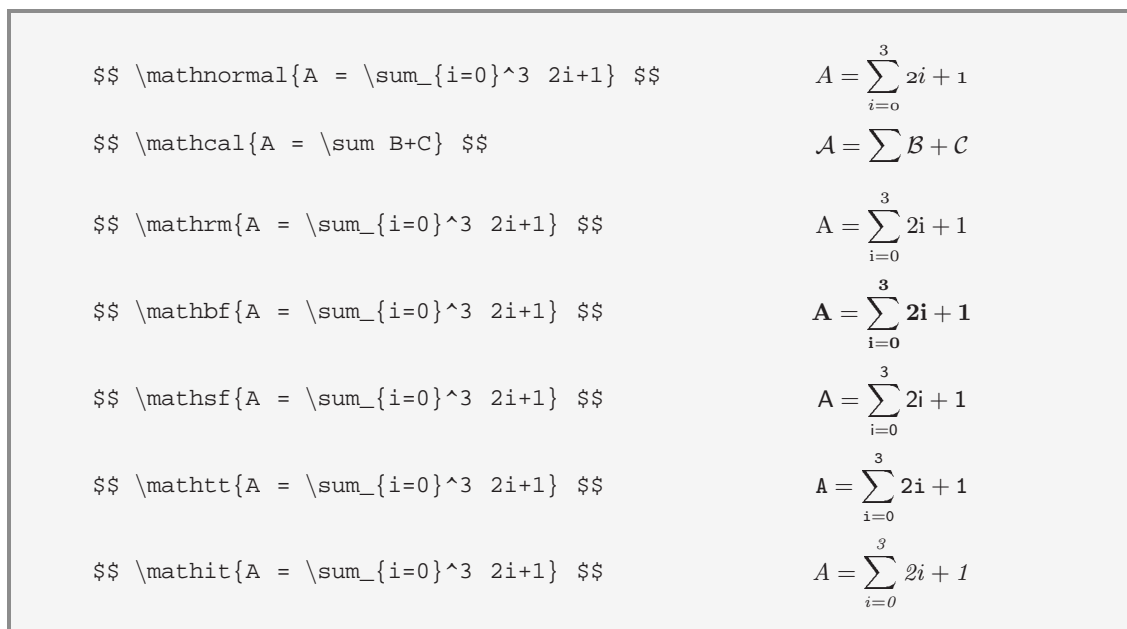 $$ \mathnormal{A = \sum_{i=0}^3 2i+1} $$ A = ∑_{i=0}^{3} 2i + 1
$$ \mathcal{A = \sum B+C} $$ 𝒜 = ∑ ℬ + 𝒞
$$ \mathrm{A = \sum_{i=0}^3 2i+1} $$ A = ∑_{i=0}^{3} 2i + 1
$$ \mathbf{A = \sum_{i=0}^3 2i+1} $$ A = ∑_{i=0}^{3} 2i + 1
$$ \mathsf{A = \sum_{i=0}^3 2i+1} $$ A = ∑_{i=0}^{3} 2i + 1
$$ \mathtt{A = \sum_{i=0}^3 2i+1} $$ A = ∑_{i=0}^{3} 2i + 1
$$ \mathit{A = \sum_{i=0}^3 2i+1} $$ A = ∑_{i=0}^{3} 2i + 1